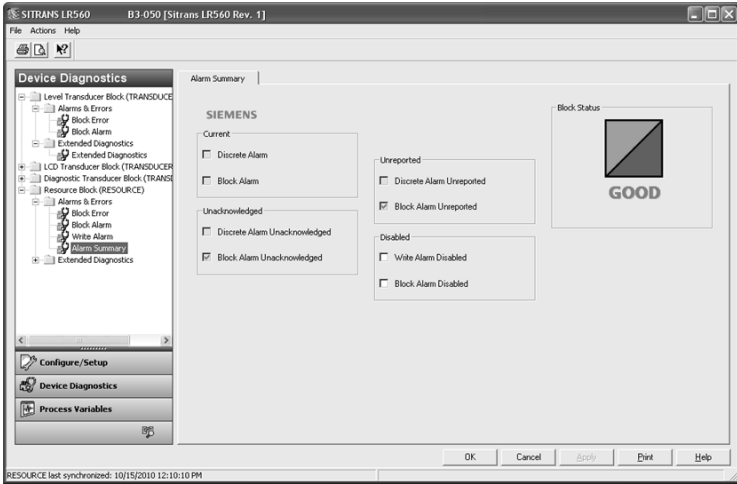 SITRANS LR560 B3-050 [Sitrans LR560 Rev. 1]
File Actions Help
Device Diagnostics
Level Transducer Block (TRANSDUCE
Alarms & Errors
Block Error
Block Alarm
Extended Diagnostics
Extended Diagnostics
LCD Transducer Block (TRANSDUCER
Diagnostic Transducer Block (TRANSD
Resource Block (RESOURCE)
Alarms & Errors
Block Error
Block Alarm
Write Alarm
Alarm Summary
Extended Diagnostics
Configure/Setup
Device Diagnostics
Process Variables
Alarm Summary
SIEMENS
Current
Discrete Alarm
Block Alarm
Unacknowledged
Discrete Alarm Unacknowledged
Block Alarm Unacknowledged
Unreported
Discrete Alarm Unreported
Block Alarm Unreported
Disabled
Write Alarm Disabled
Block Alarm Disabled
Block Status
GOOD
OK Cancel Apply Print Help
RESOURCE last synchronized: 10/15/2010 12:10:10 PM